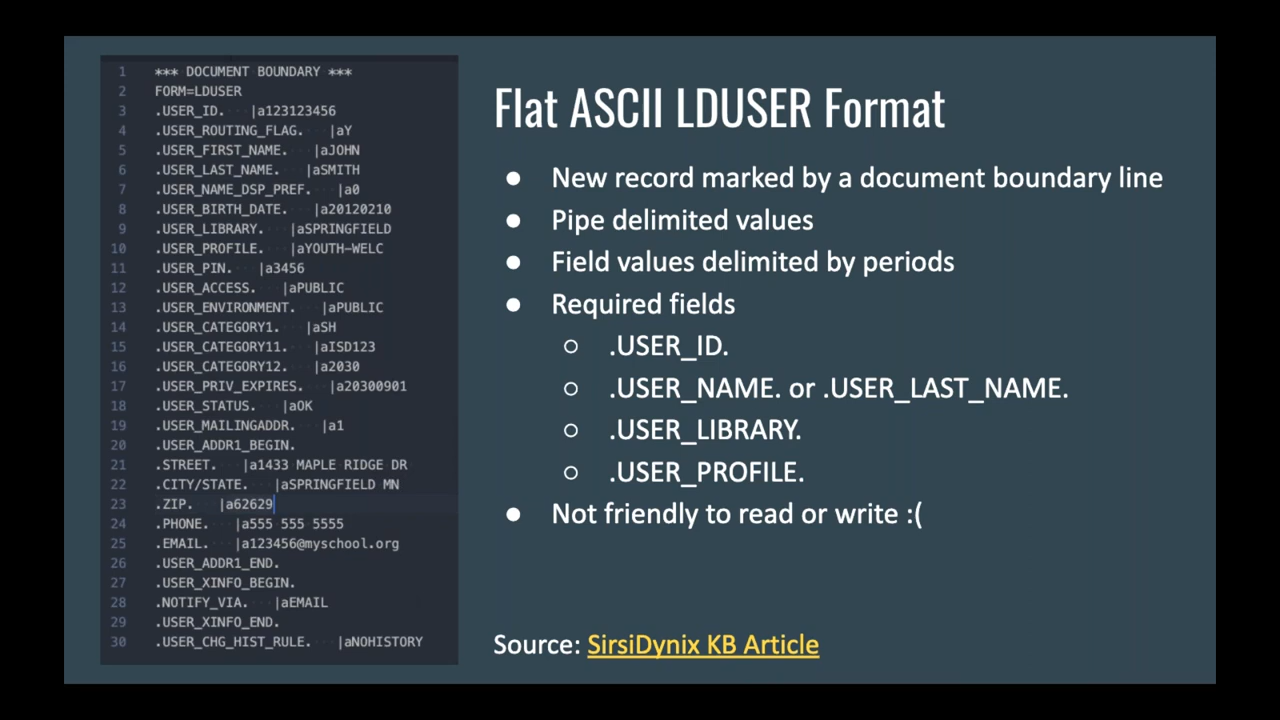 1 *** DOCUMENT BOUNDARY ***
2 FORM=LDUSER
3 .USER_ID. |a123123456
4 .USER_ROUTING_FLAG. |aY
5 .USER_FIRST_NAME. |aJOHN
6 .USER_LAST_NAME. |aSMITH
7 .USER_NAME_DSP_PREF. |a0
8 .USER_BIRTH_DATE. |a20120210
9 .USER_LIBRARY. |aSPRINGFIELD
10 .USER_PROFILE. |aYOUTH-WELC
11 .USER_PIN. |a3456
12 .USER_ACCESS. |aPUBLIC
13 .USER_ENVIRONMENT. |aPUBLIC
14 .USER_CATEGORY1. |aSH
15 .USER_CATEGORY11. |aISD123
16 .USER_CATEGORY12. |a2030
17 .USER_PRIV_EXPIRES. |a20300901
18 .USER_STATUS. |aOK
19 .USER_MAILINGADDR. |a1
20 .USER_ADDR1_BEGIN.
21 .STREET. |a1433 MAPLE RIDGE DR
22 .CITY/STATE. |aSPRINGFIELD MN
23 .ZIP. |a62629
24 .PHONE. |a555 555 5555
25 .EMAIL. |a123456@myschool.org
26 .USER_ADDR1_END.
27 .USER_XINFO_BEGIN.
28 .NOTIFY_VIA. |aEMAIL
29 .USER_XINFO_END.
30 .USER_CHG_HIST_RULE. |aNOHISTORY
Flat ASCII LDUSER Format
● New record marked by a document boundary line
● Pipe delimited values
● Field values delimited by periods
● Required fields
○ .USER_ID.
○ .USER_NAME. or .USER_LAST_NAME.
○ .USER_LIBRARY.
○ .USER_PROFILE.
● Not friendly to read or write :(
Source: SirsiDynix KB Article